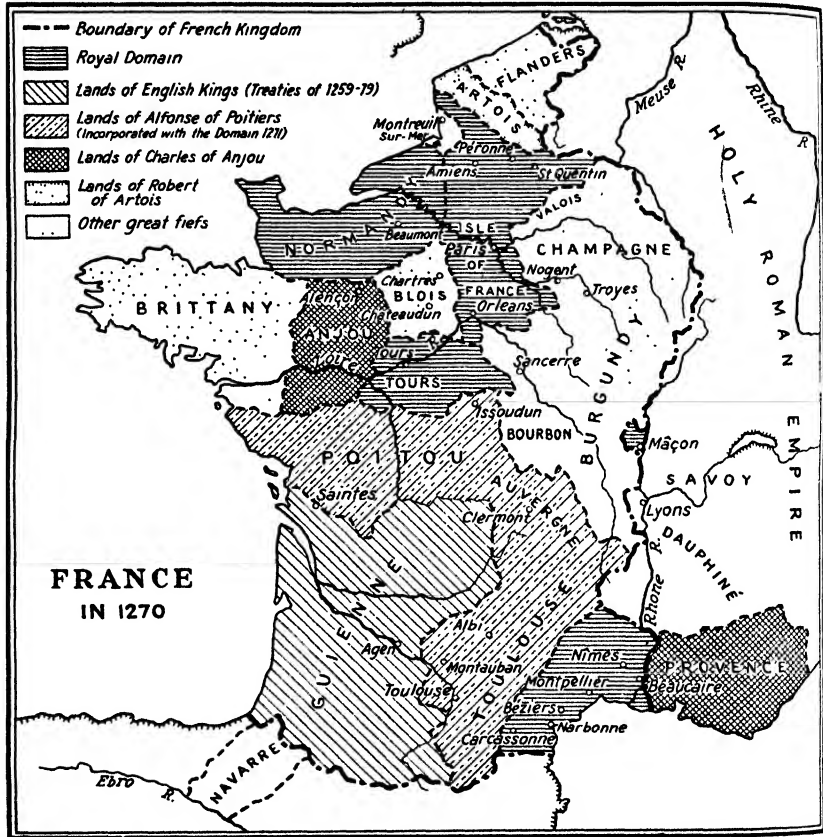 Boundary of French Kingdom
Royal Domain
Lands of English Kings (Treaties of 1259-79)
Lands of Alfonse of Poitiers
(Incorporated with the Domain 1271)
Lands of Charles of Anjou
Lands of Robert
of Artois
Other great fiefs
FRANCE
IN 1270
FLANDERS
ARTOIS
Meuse R.
Rhine R.
Montreuil
Sur-Mer
Péronne
Amiens
St Quentin
HOLY ROMAN EMPIRE
NORMANDY
Beaumont
VALOIS
ISLE
OF
FRANCE
Paris
CHAMPAGNE
Nogent
Troyes
Chartres
BLOIS
Chateaudun
Orleans
BRITTANY
Alençon
ANJOU
Loire
R.
Tours
TOURS
Sancerre
BURGUNDY
Issoudun
BOURBON
Mâçon
SAVOY
POITOU
Saintes
Clermont
AUVERGNE
Lyons
DAUPHINÉ
Rhone R.
GUIENNE
Agen
Albi
Montauban
Toulouse
TOULOUSE
Nîmes
Montpellier
Beaucaire
PROVENCE
Béziers
Narbonne
Carcassonne
NAVARRE
Ebro R.